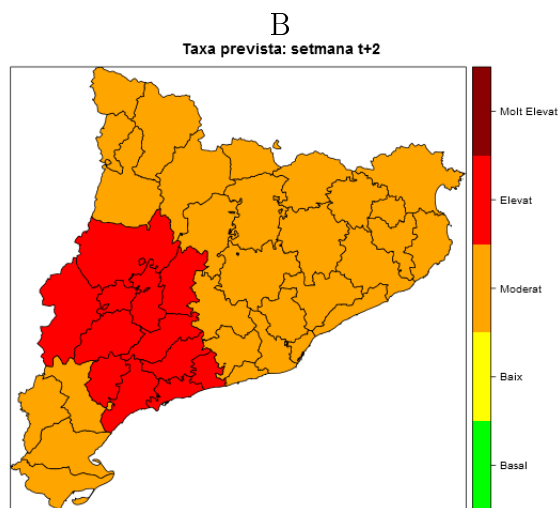 B
Taxa prevista: setmana t+2
Molt Elevat
Elevat
Moderat
Baix
Basal